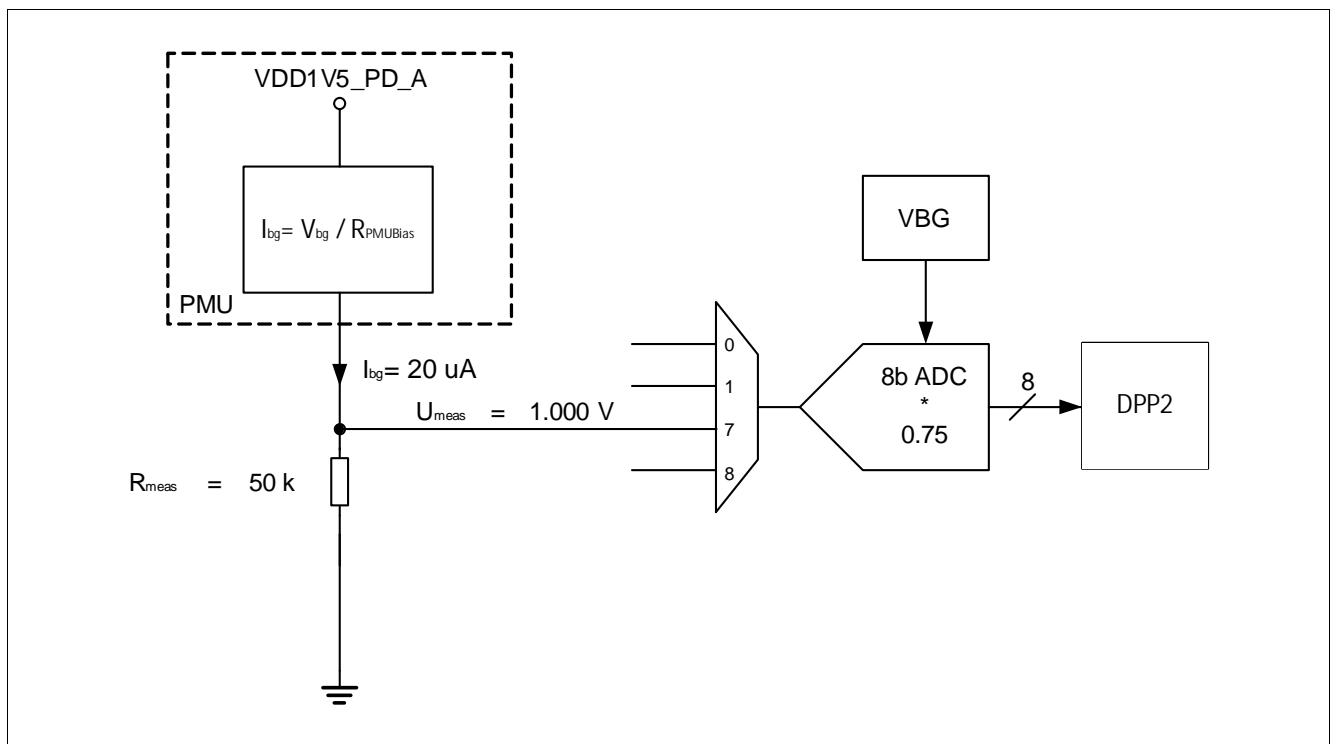 VDD1V5_PD_A
Ibg= Vbg / RPMUBias
PMU
Ibg= 20 uA
Umeas = 1.000 V
Rmeas = 50 k
0
1
7
8
VBG
8b ADC
*
0.75
8
DPP2